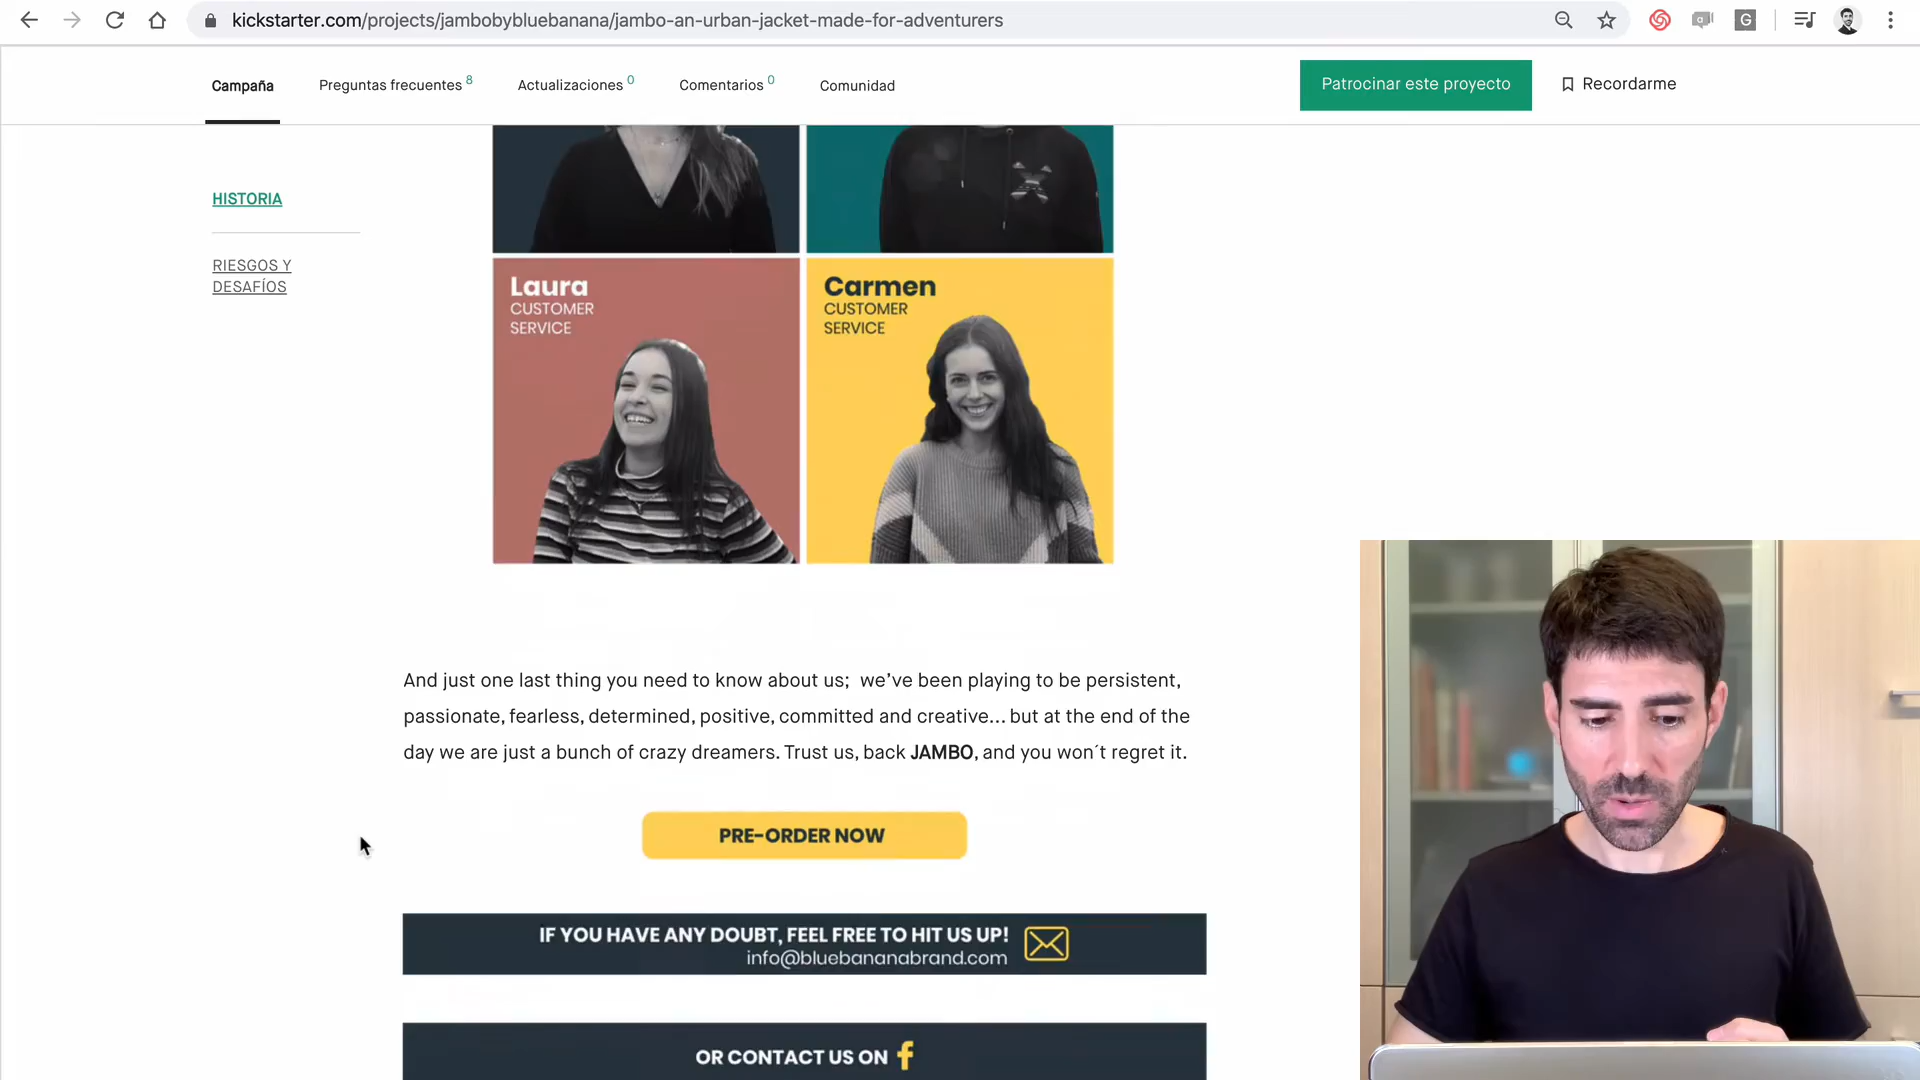 kickstarter.com/projects/jambobybluebanana/jambo-an-urban-jacket-made-for-adventurers
G
Campaña
Preguntas frecuentes 8
Actualizaciones 0
Comentarios 0
Comunidad
Patrocinar este proyecto
Recordarme
HISTORIA
RIESGOS Y
DESAFÍOS
Laura
CUSTOMER
SERVICE
Carmen
CUSTOMER
SERVICE
And just one last thing you need to know about us;  we've been playing to be persistent,
passionate, fearless, determined, positive, committed and creative... but at the end of the
day we are just a bunch of crazy dreamers. Trust us, back JAMBO, and you won´t regret it.
PRE-ORDER NOW
IF YOU HAVE ANY DOUBT, FEEL FREE TO HIT US UP!
info@bluebananabrand.com
OR CONTACT US ON f